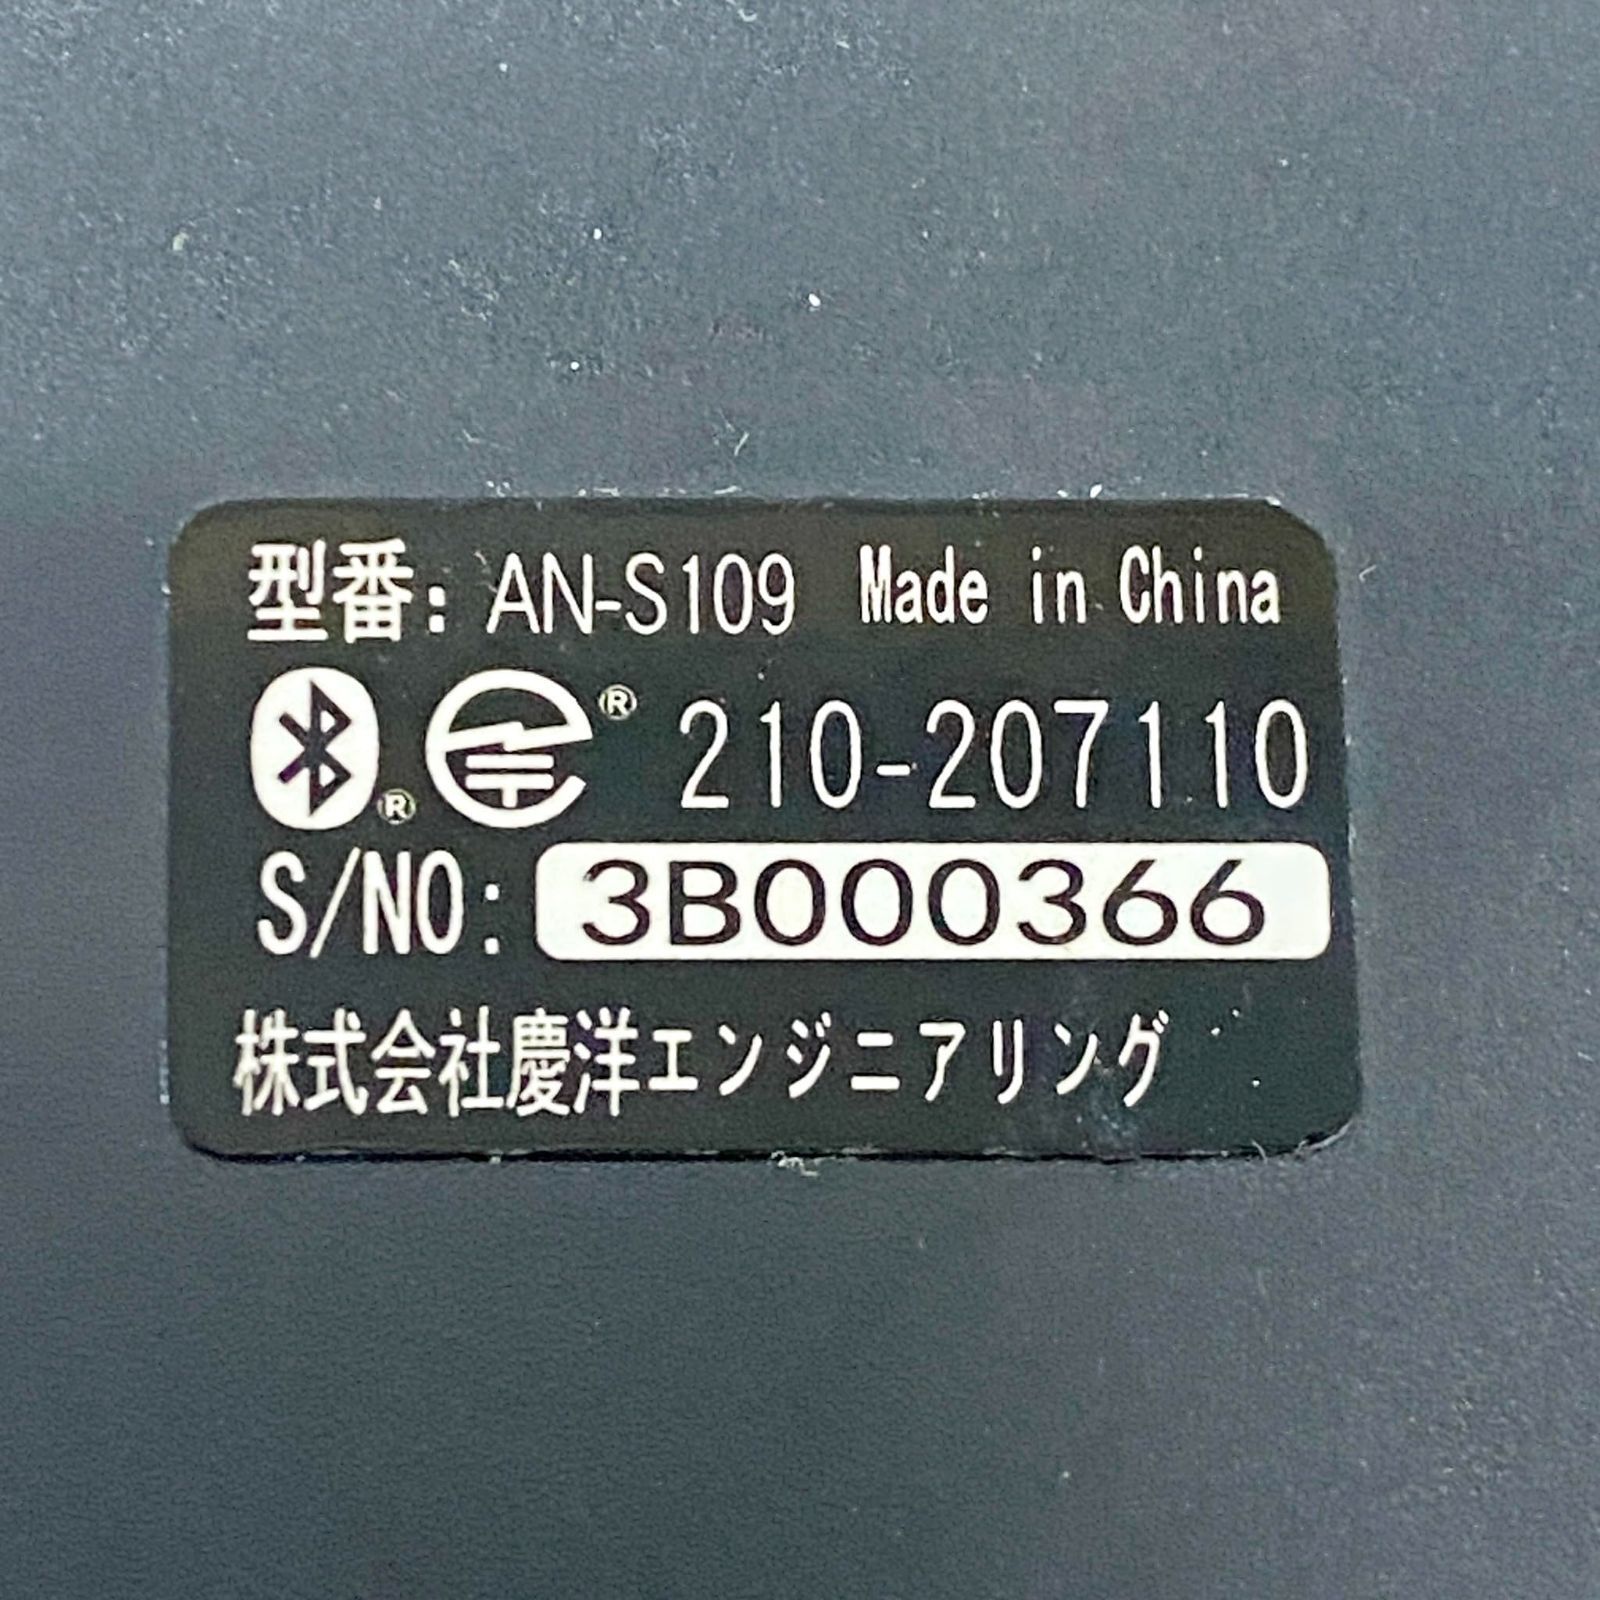 型番: AN-S109 Made in China
® ® 210-207110
S/NO: 3B000366
株式会社慶洋エンジニアリング